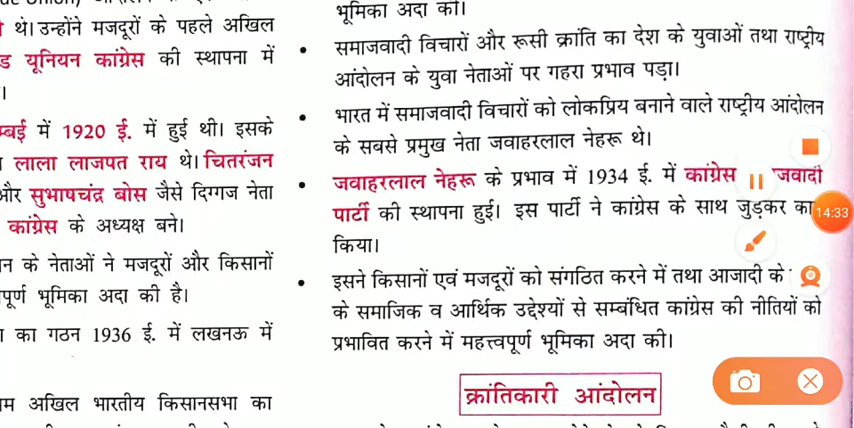 थे। उन्होंने मजदूरों के पहले अखिल
ड यूनियन कांग्रेस की स्थापना में
में 1920 ई. में हुई थी। इसके
लाला लाजपत राय थे। चितरंजन
और सुभाषचंद्र बोस जैसे दिग्गज नेता
कांग्रेस के अध्यक्ष बने।
के नेताओं ने मजदूरों और किसानों
भूमिका अदा की है।
का गठन 1936 ई. में लखनऊ में
अखिल भारतीय किसानसभा का
भूमिका अदा की।
• समाजवादी विचारों और रूसी क्रांति का देश के युवाओं तथा राष्ट्रीय
आंदोलन के युवा नेताओं पर गहरा प्रभाव पड़ा।
• भारत में समाजवादी विचारों को लोकप्रिय बनाने वाले राष्ट्रीय आंदोलन
के सबसे प्रमुख नेता जवाहरलाल नेहरू थे।
• जवाहरलाल नेहरू के प्रभाव में 1934 ई. में कांग्रेस जवादी
पार्टी की स्थापना हुई। इस पार्टी ने कांग्रेस के साथ जुड़कर का
14:33
किया।
• इसने किसानों एवं मजदूरों को संगठित करने में तथा आजादी के
के समाजिक व आर्थिक उद्देश्यों से सम्बंधित कांग्रेस की नीतियों को
प्रभावित करने में महत्त्वपूर्ण भूमिका अदा की।
क्रांतिकारी आंदोलन